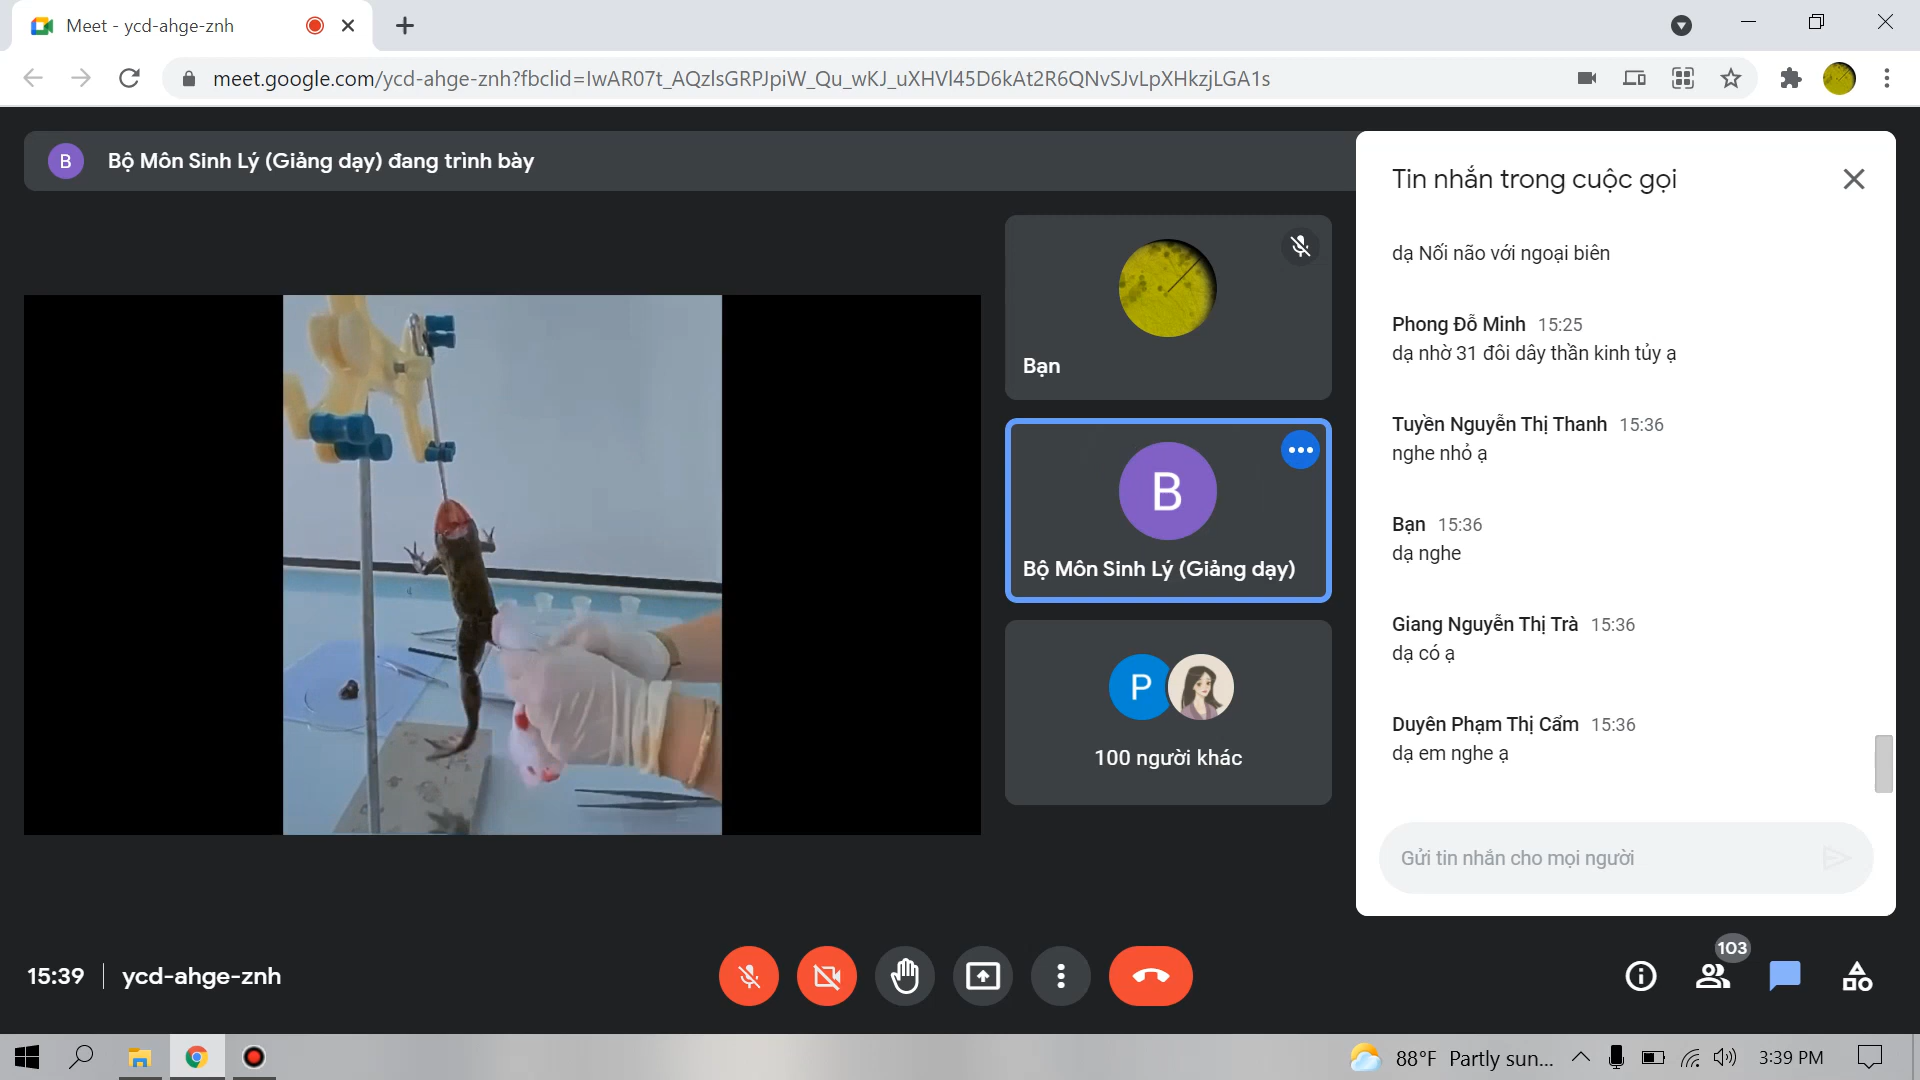 Meet - ycd-ahge-znh
meet.google.com/ycd-ahge-znh?fbclid=IwAR07t_AQzlsGRPJpiW_Qu_wKJ_uXHVl45D6kAt2R6QNvSJvLpXHkzjLGA1s
B
Bộ Môn Sinh Lý (Giảng dạy) đang trình bày
Bạn
B
Bộ Môn Sinh Lý (Giảng dạy)
P
100 người khác
Tin nhắn trong cuộc gọi
dạ Nối não với ngoại biên
Phong Đỗ Minh 15:25
dạ nhờ 31 đôi dây thần kinh tủy ạ
Tuyền Nguyễn Thị Thanh 15:36
nghe nhỏ ạ
Bạn 15:36
dạ nghe
Giang Nguyễn Thị Trà 15:36
dạ có ạ
Duyên Phạm Thị Cẩm 15:36
dạ em nghe ạ
Gửi tin nhắn cho mọi người
15:39 | ycd-ahge-znh
103
88°F Partly sun...
3:39 PM